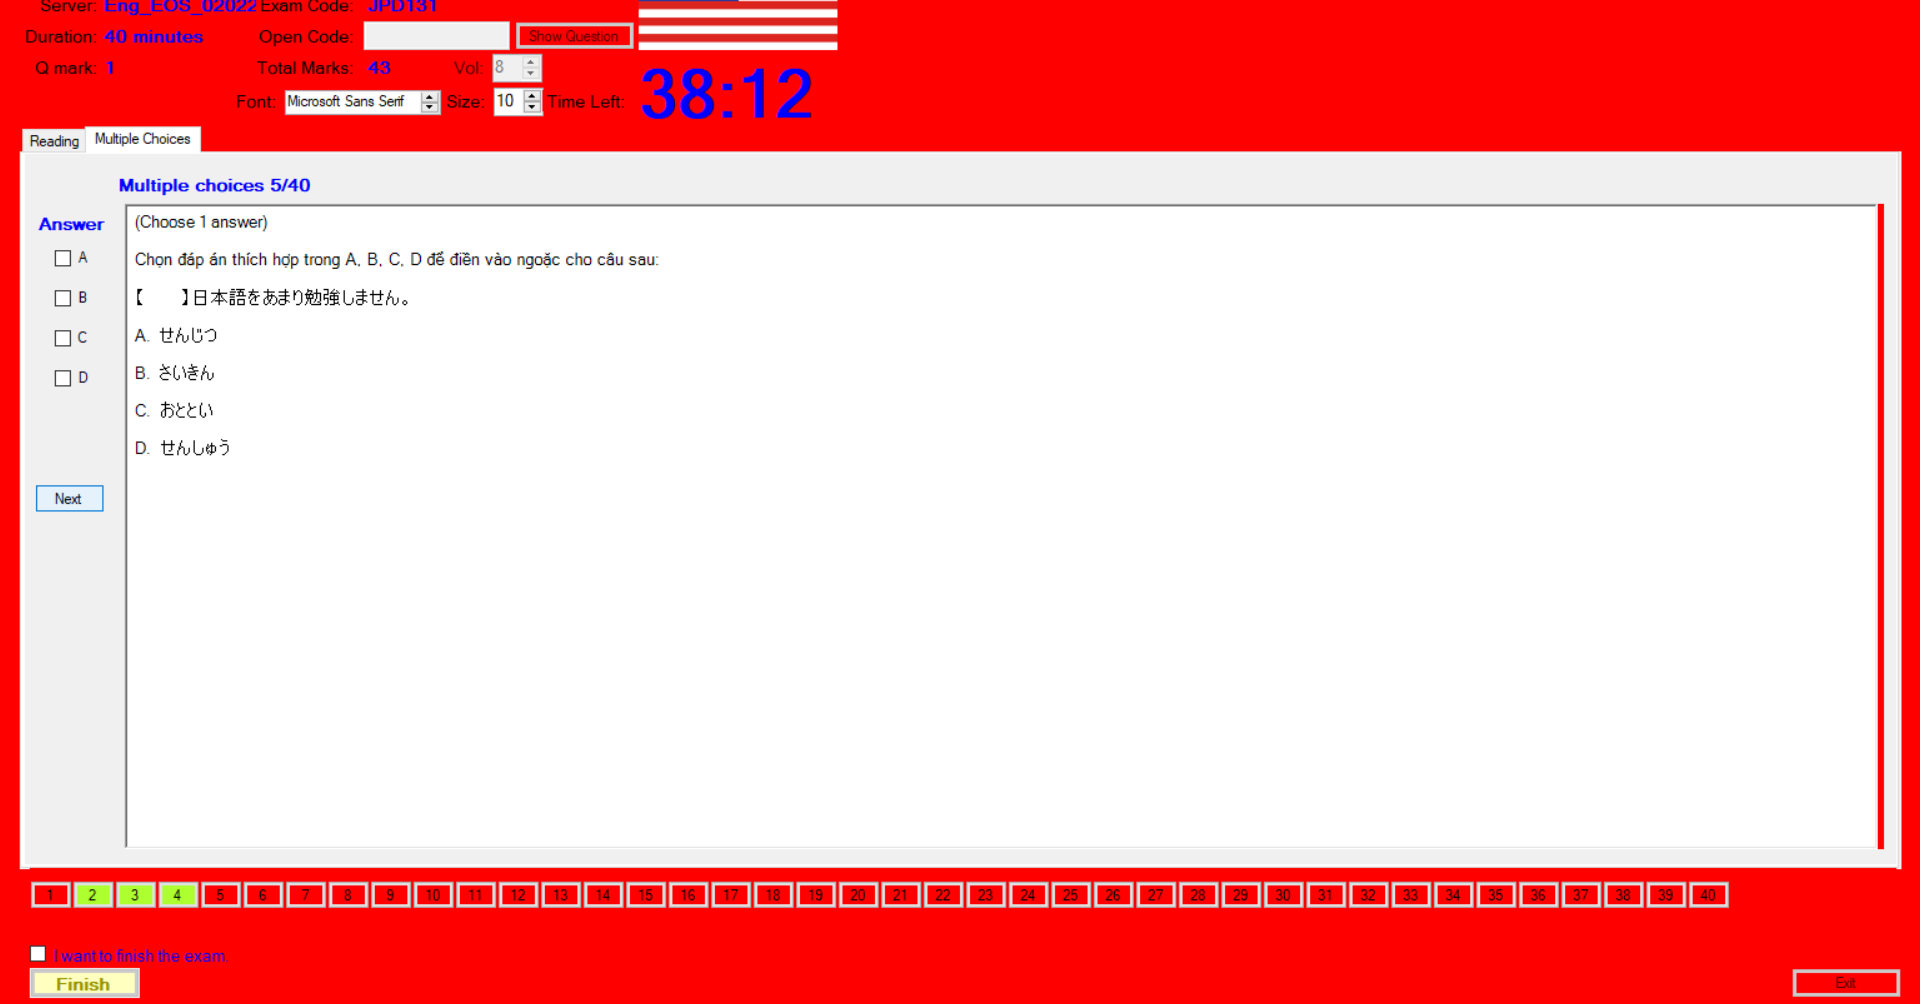 Server: Eng_EOS_02022 Exam Code: JPD131
Duration: 40 minutes Open Code: Show Question
Q mark: 1 Total Marks: 43 Vol: 8
Font: Microsoft Sans Serif Size: 10 Time Left: 38:12
Reading Multiple Choices
Multiple choices 5/40
Answer
A
B
C
D
Next
(Choose 1 answer)
Chọn đáp án thích hợp trong A, B, C, D để điền vào ngoặc cho câu sau:
【　　】日本語をあまり勉強しません。
A. せんじつ
B. さいきん
C. おととい
D. せんしゅう
1 2 3 4 5 6 7 8 9 10 11 12 13 14 15 16 17 18 19 20 21 22 23 24 25 26 27 28 29 30 31 32 33 34 35 36 37 38 39 40
I want to finish the exam.
Finish
Exit